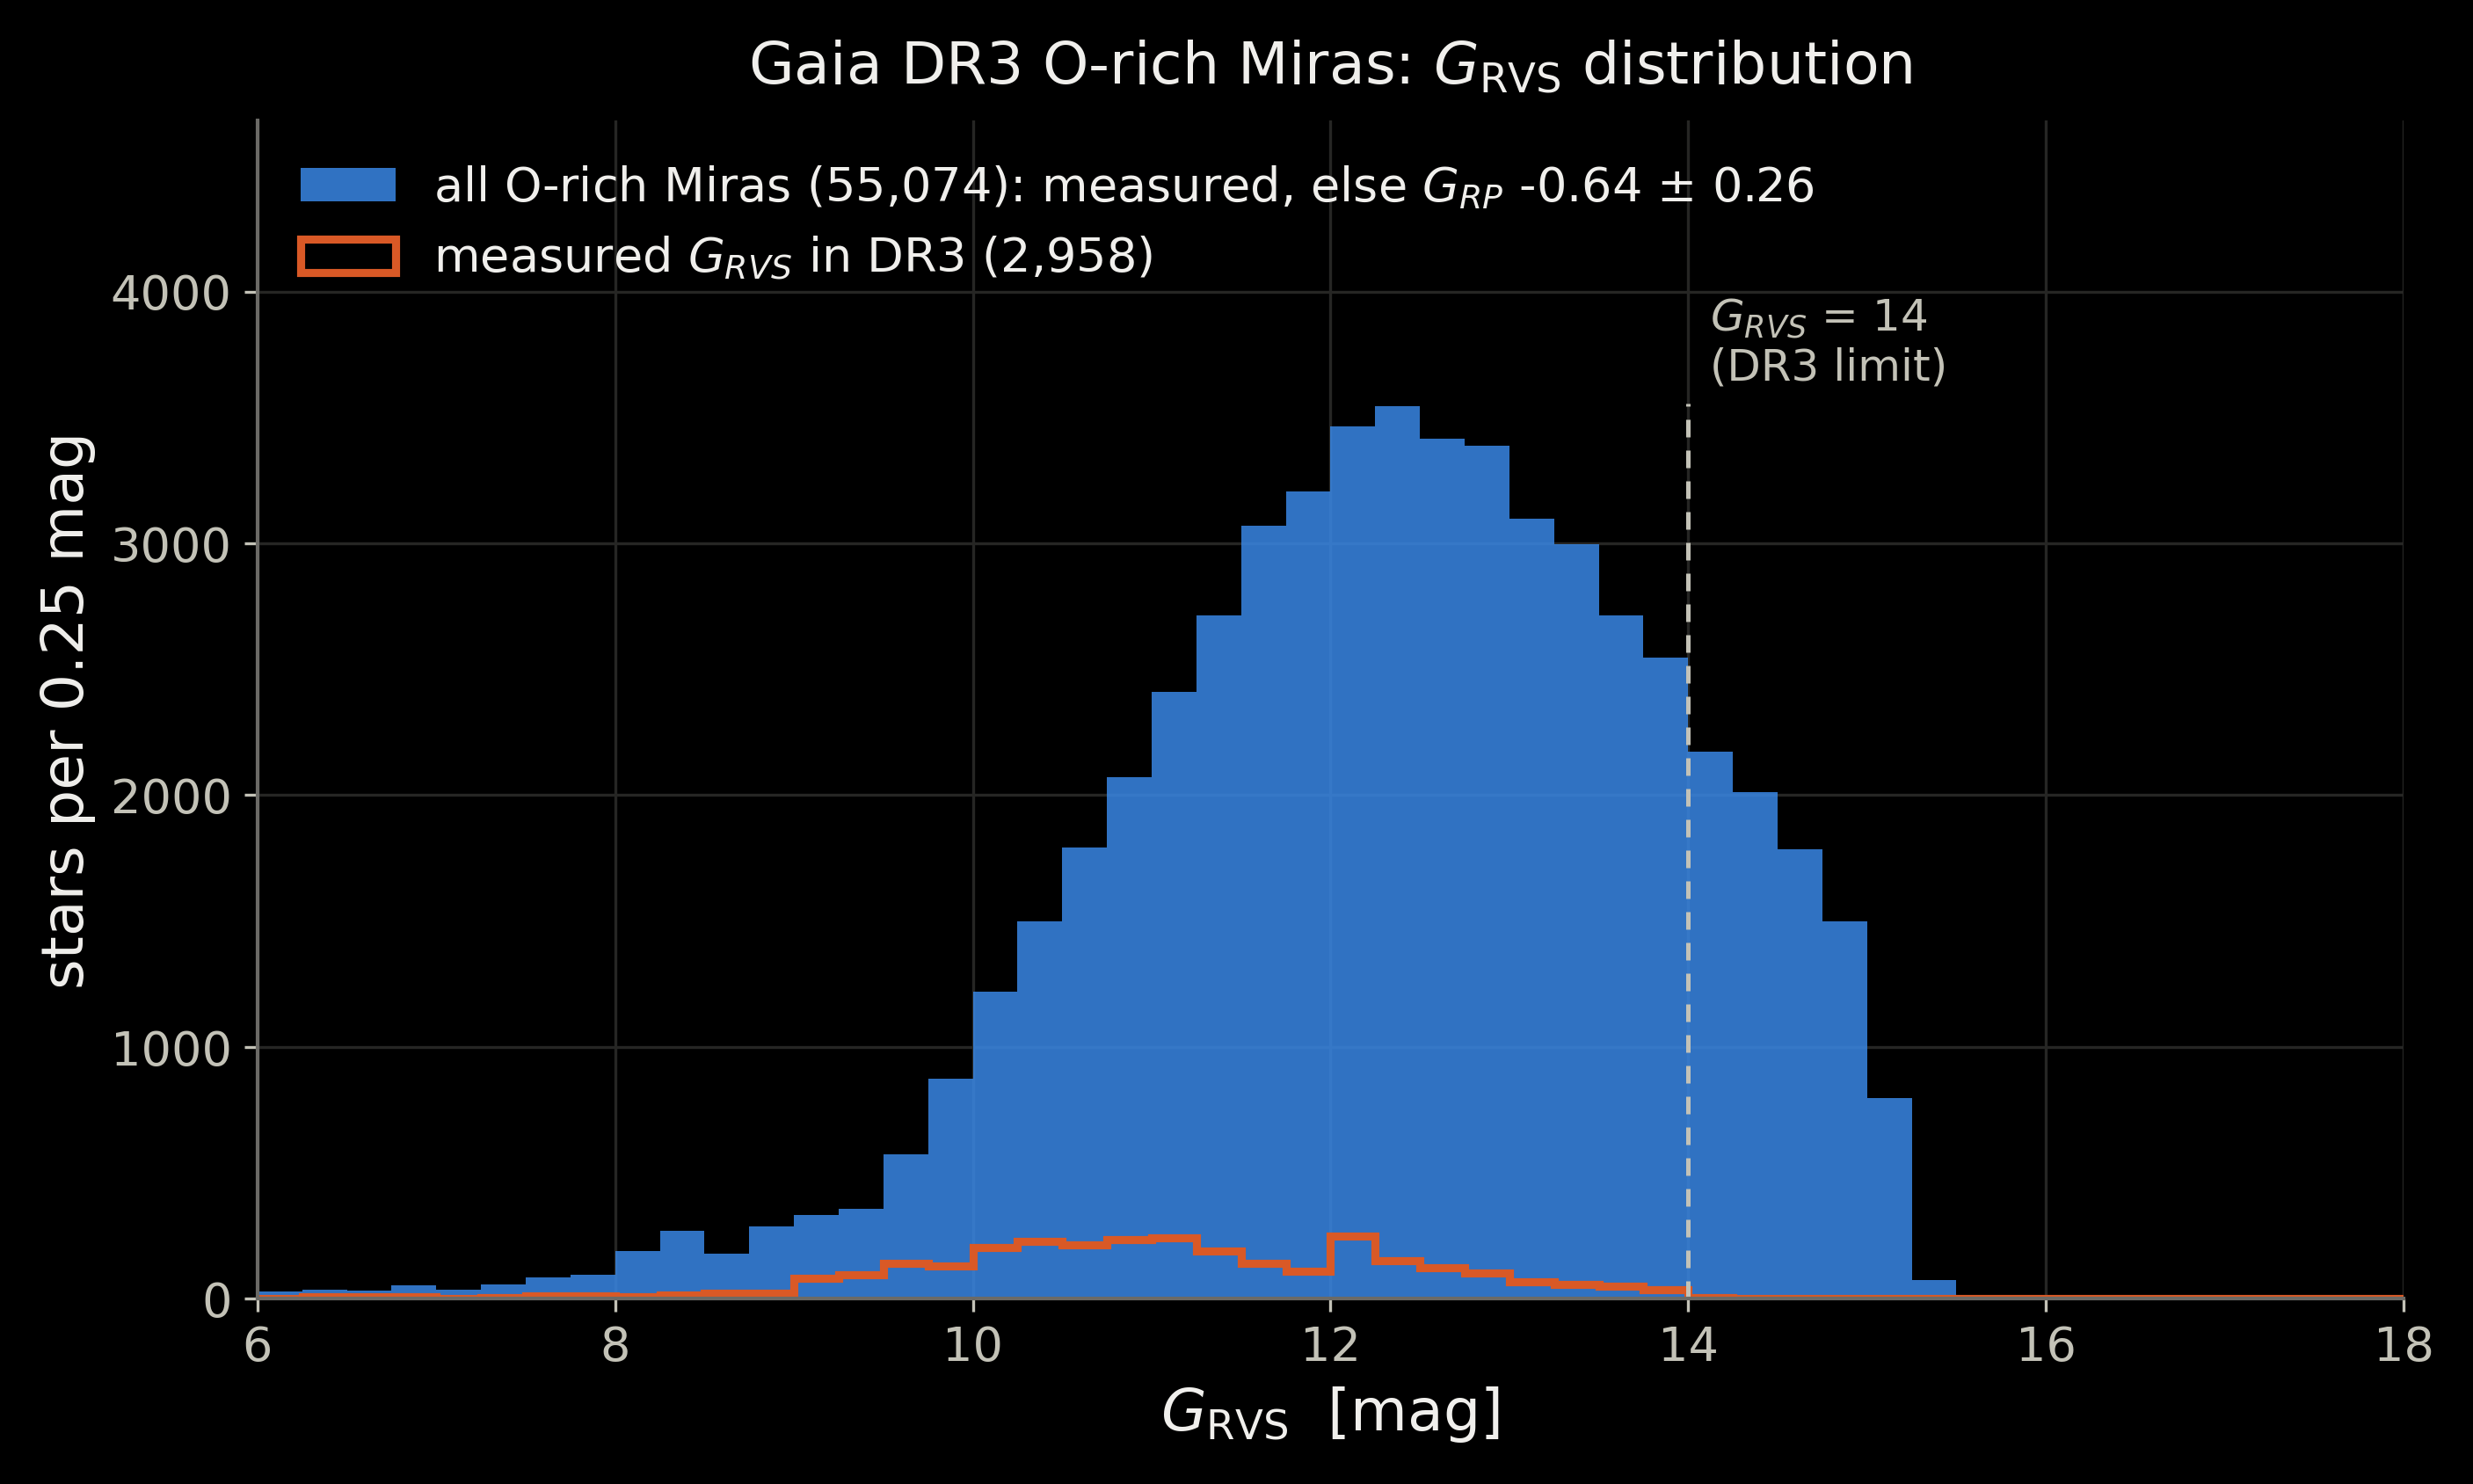 Gaia DR3 O-rich Miras: G_RVS distribution
all O-rich Miras (55,074): measured, else G_RP -0.64 ± 0.26
measured G_RVS in DR3 (2,958)
G_RVS = 14
(DR3 limit)
stars per 0.25 mag
4000
3000
2000
1000
0
6 8 10 12 14 16 18
G_RVS [mag]